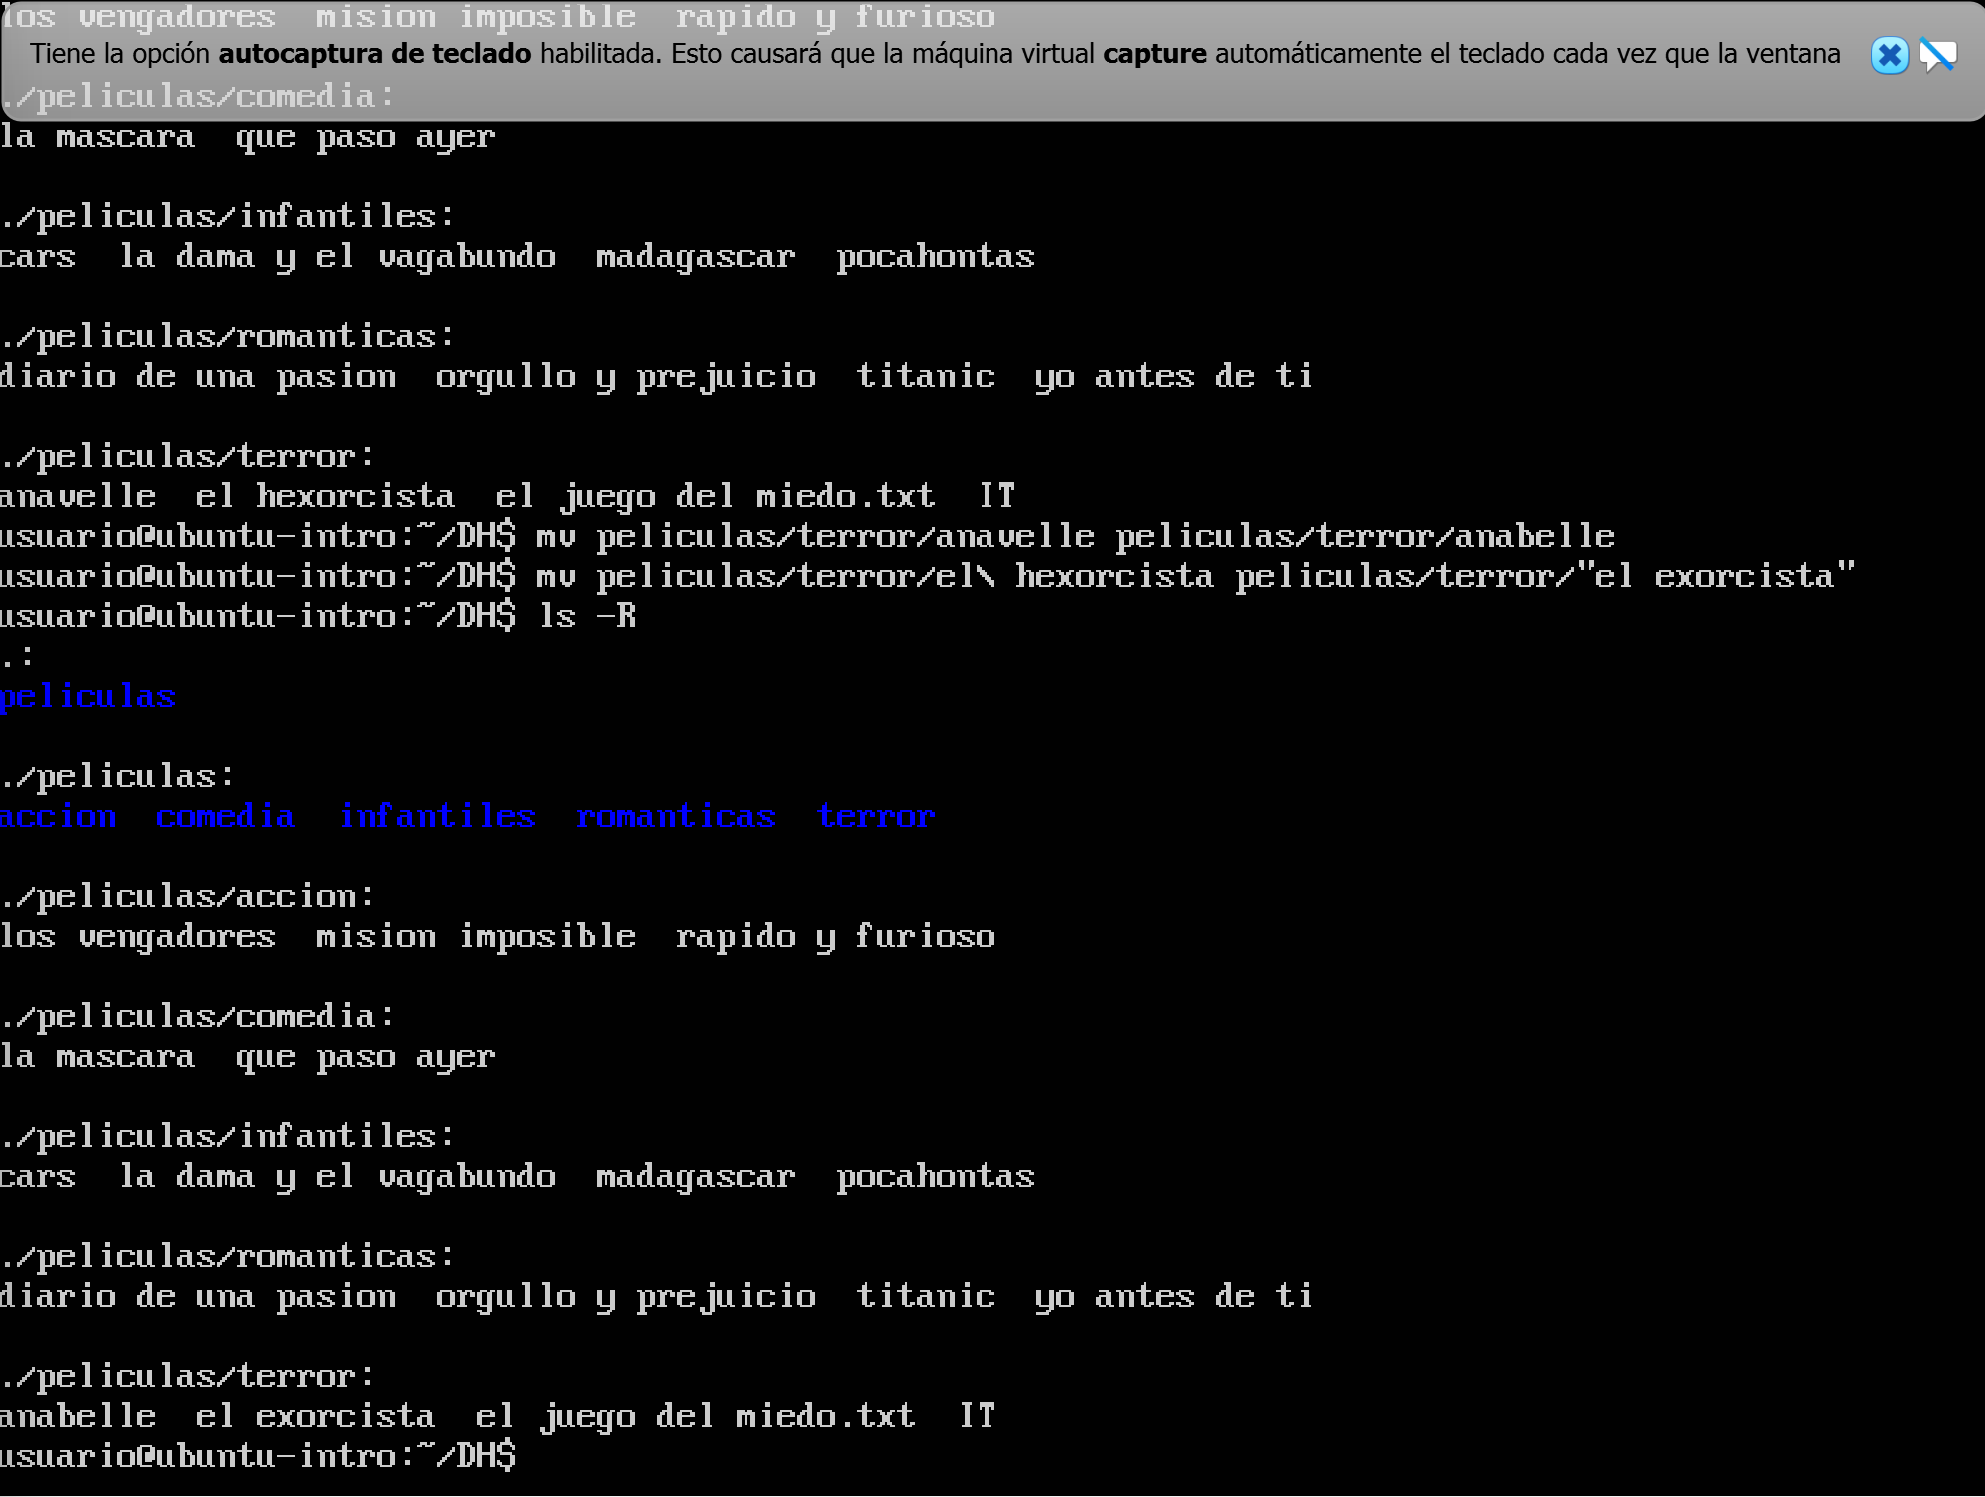 los vengadores  mision imposible  rapido y furioso
Tiene la opción autocaptura de teclado habilitada. Esto causará que la máquina virtual capture automáticamente el teclado cada vez que la ventana
./peliculas/comedia:
la mascara  que paso ayer
./peliculas/infantiles:
cars  la dama y el vagabundo  madagascar  pocahontas
./peliculas/romanticas:
diario de una pasion  orgullo y prejuicio  titanic  yo antes de ti
./peliculas/terror:
anavelle  el hexorcista  el juego del miedo.txt  IT
usuario@ubuntu-intro:~/DH$ mv peliculas/terror/anavelle peliculas/terror/anabelle
usuario@ubuntu-intro:~/DH$ mv peliculas/terror/el\ hexorcista peliculas/terror/"el exorcista"
usuario@ubuntu-intro:~/DH$ ls -R
.:
peliculas
./peliculas:
accion  comedia  infantiles  romanticas  terror
./peliculas/accion:
los vengadores  mision imposible  rapido y furioso
./peliculas/comedia:
la mascara  que paso ayer
./peliculas/infantiles:
cars  la dama y el vagabundo  madagascar  pocahontas
./peliculas/romanticas:
diario de una pasion  orgullo y prejuicio  titanic  yo antes de ti
./peliculas/terror:
anabelle  el exorcista  el juego del miedo.txt  IT
usuario@ubuntu-intro:~/DH$